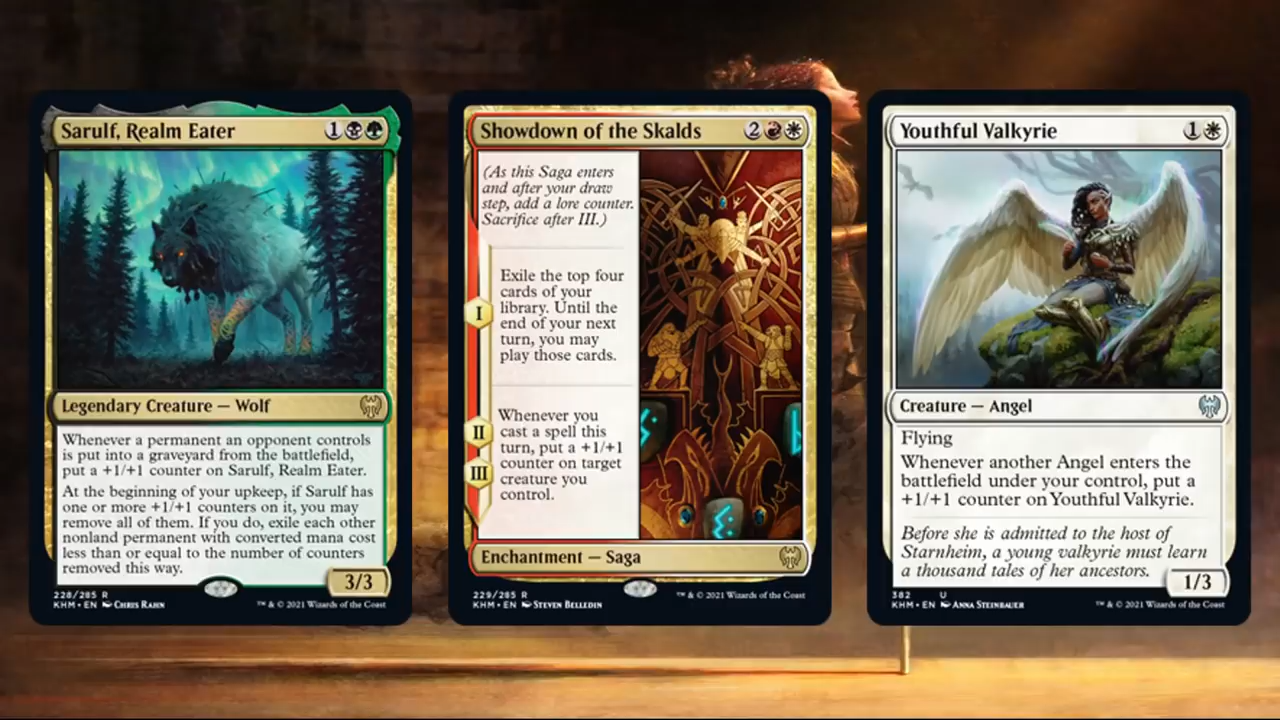 Sarulf, Realm Eater 1
Legendary Creature — Wolf
Whenever a permanent an opponent controls
is put into a graveyard from the battlefield,
put a +1/+1 counter on Sarulf, Realm Eater.
At the beginning of your upkeep, if Sarulf has
one or more +1/+1 counters on it, you may
remove all of them. If you do, exile each other
nonland permanent with converted mana cost
less than or equal to the number of counters
removed this way.
3/3
228/285 R
KHM • EN Chris Rahn
™ & © 2021 Wizards of the Coast
Showdown of the Skalds 2
(As this Saga enters
and after your draw
step, add a lore counter.
Sacrifice after III.)
I
Exile the top four
cards of your
library. Until the
end of your next
turn, you may
play those cards.
II
III
Whenever you
cast a spell this
turn, put a +1/+1
counter on target
creature you
control.
Enchantment — Saga
229/285 R
KHM • EN Steven Belledin
™ & © 2021 Wizards of the Coast
Youthful Valkyrie 1
Creature — Angel
Flying
Whenever another Angel enters the
battlefield under your control, put a
+1/+1 counter on Youthful Valkyrie.
Before she is admitted to the host of
Starnheim, a young valkyrie must learn
a thousand tales of her ancestors.
1/3
382 U
KHM • EN Anna Steinbauer
™ & © 2021 Wizards of the Coast